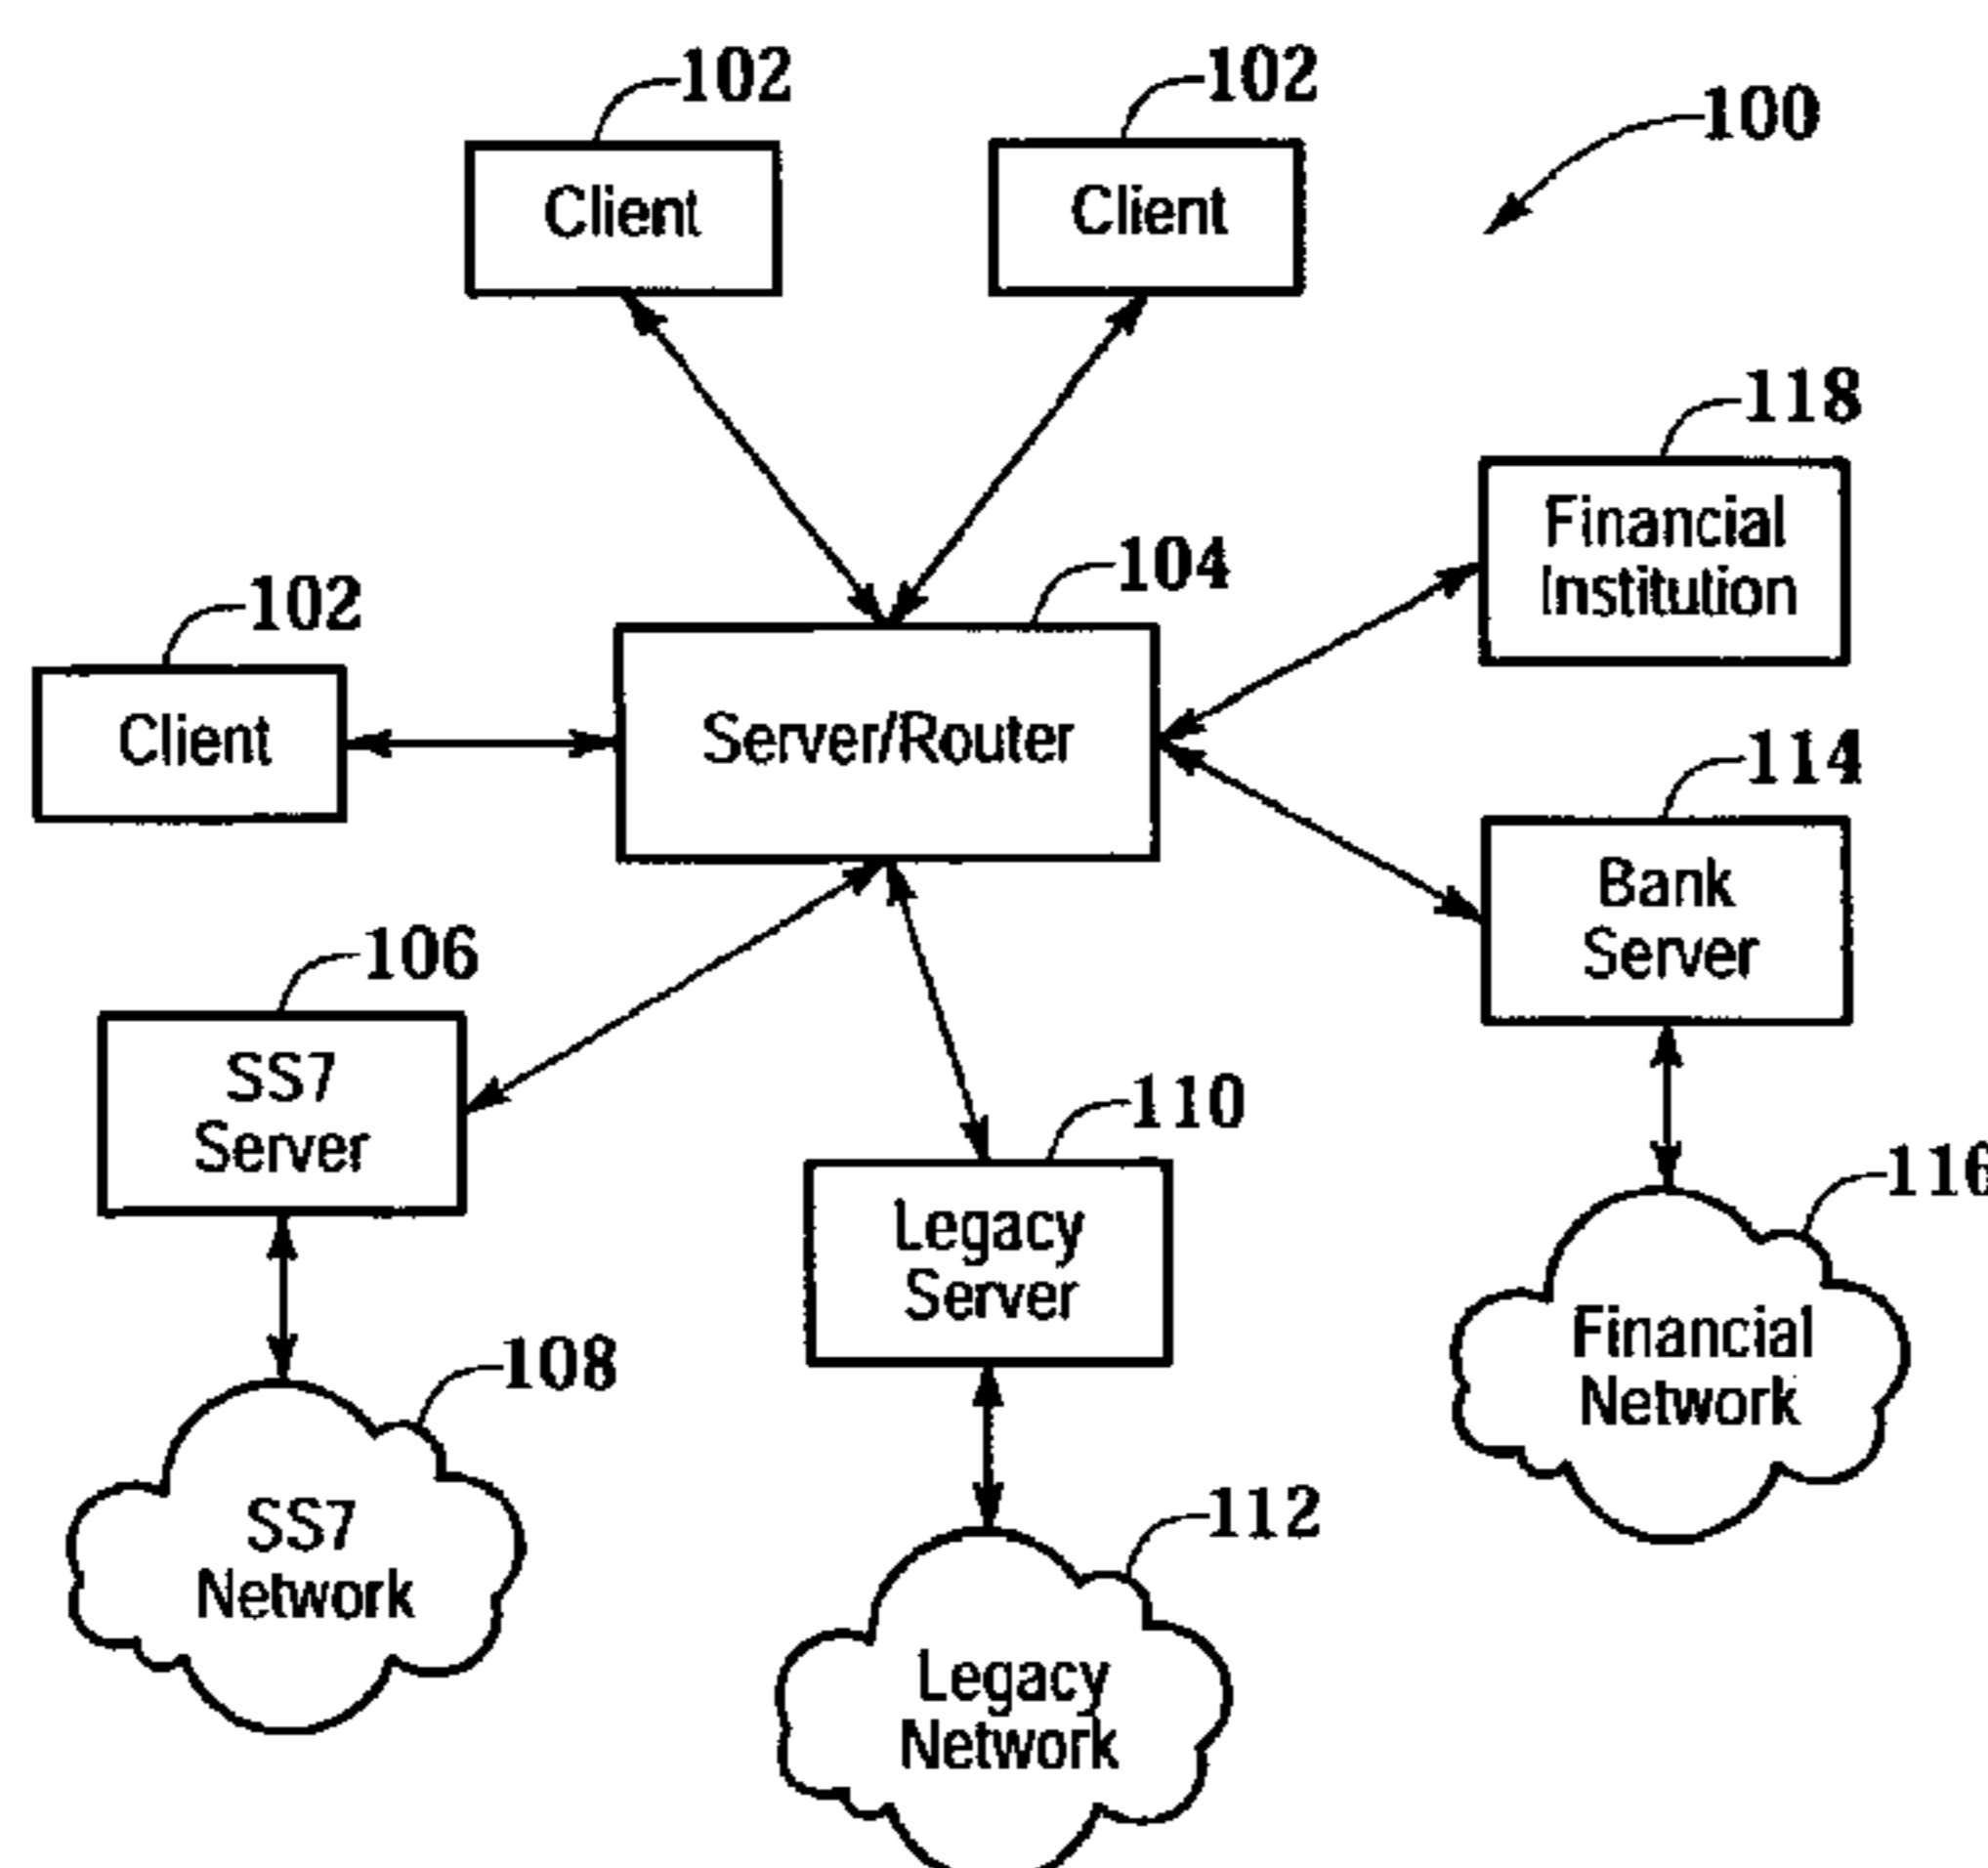 102
102
100
Client
Client
118
Financial
Institution
104
102
Client
Server/Router
114
Bank
Server
106
SS7
Server
110
Legacy
Server
116
Financial
Network
108
SS7
Network
112
Legacy
Network